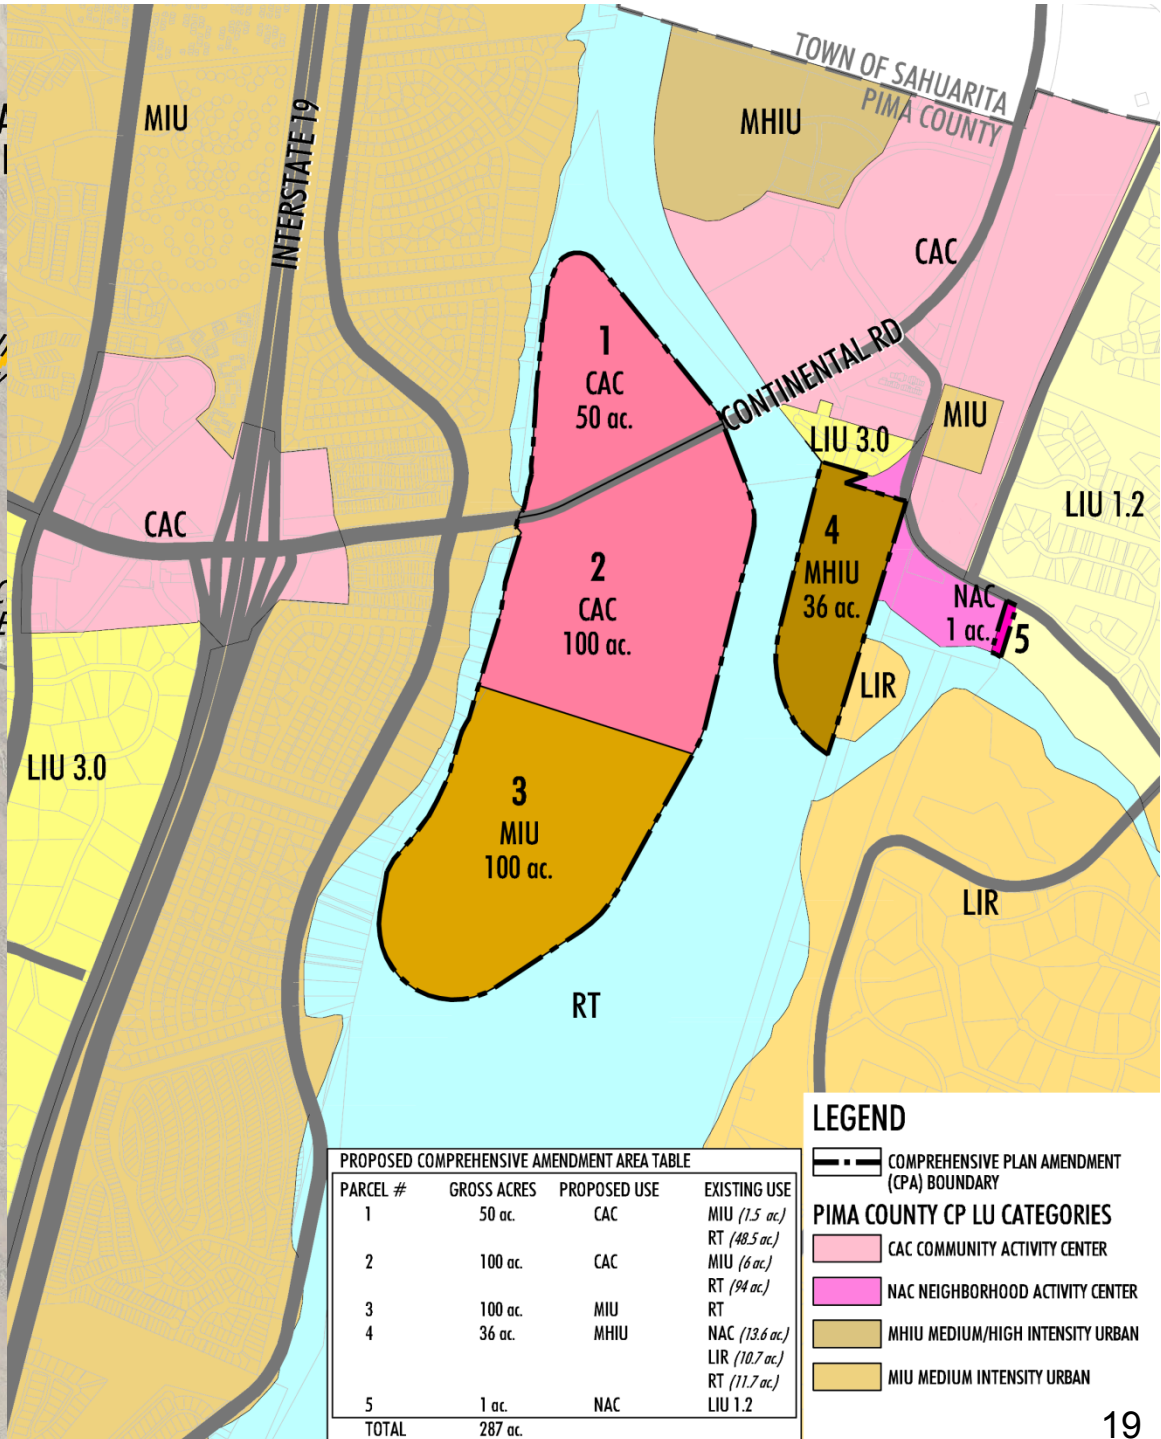 TOWN OF SAHUARITA
PIMA COUNTY
MIU
INTERSTATE 19
MHIU
CAC
1
CAC
50 ac.
CONTINENTAL RD
MIU
LIU 3.0
LIU 1.2
CAC
4
MHIU
36 ac.
2
CAC
100 ac.
NAC
1 ac.
5
LIR
LIU 3.0
3
MIU
100 ac.
LIR
RT
PROPOSED COMPREHENSIVE AMENDMENT AREA TABLE
PARCEL # GROSS ACRES PROPOSED USE EXISTING USE
1 50 ac. CAC MIU (1.5 ac.)
RT (48.5 ac.)
2 100 ac. CAC MIU (6 ac.)
RT (94 ac.)
3 100 ac. MIU RT
4 36 ac. MHIU NAC (13.6 ac.)
LIR (10.7 ac.)
RT (11.7 ac.)
5 1 ac. NAC LIU 1.2
TOTAL 287 ac.
LEGEND
COMPREHENSIVE PLAN AMENDMENT
(CPA) BOUNDARY
PIMA COUNTY CP LU CATEGORIES
CAC COMMUNITY ACTIVITY CENTER
NAC NEIGHBORHOOD ACTIVITY CENTER
MHIU MEDIUM/HIGH INTENSITY URBAN
MIU MEDIUM INTENSITY URBAN
19